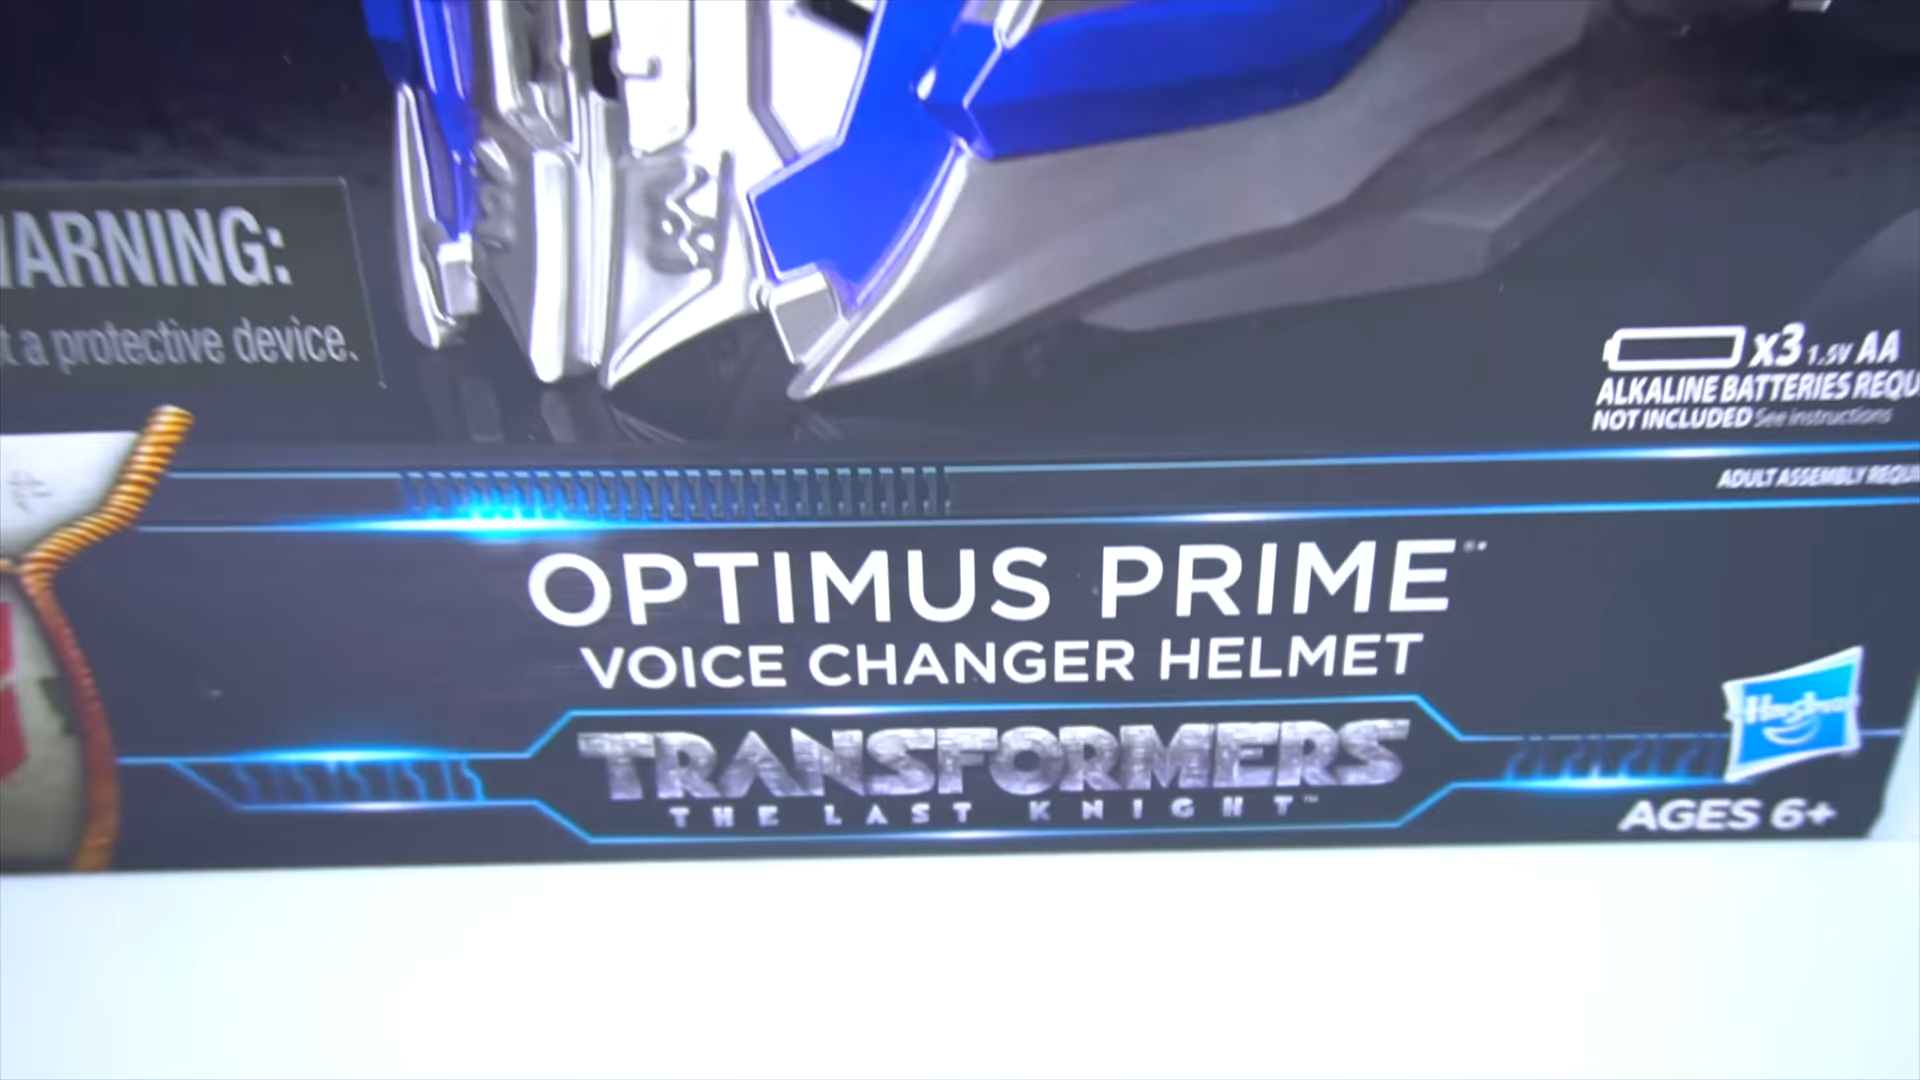 ARNING:
t a protective device.
x3 1.5V AA
ALKALINE BATTERIES REQU
NOT INCLUDED See instructions
ADULT ASSEMBLY REQU
OPTIMUS PRIME
VOICE CHANGER HELMET
TRANSFORMERS
THE LAST KNIGHT™
Hasbro
AGES 6+